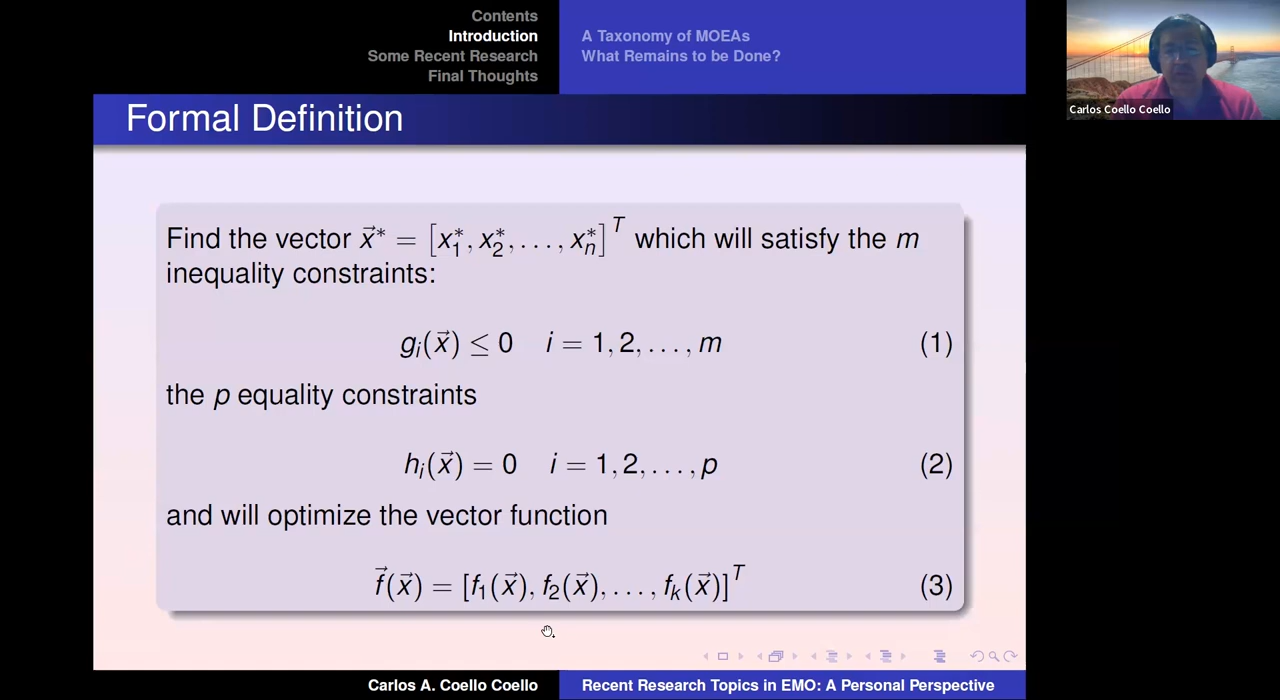 Contents
Introduction
Some Recent Research
Final Thoughts
A Taxonomy of MOEAs
What Remains to be Done?
Carlos Coello Coello
Formal Definition
Find the vector x⃗* = [x₁*, x₂*, . . . , xₙ*]ᵀ which will satisfy the m
inequality constraints:
gᵢ(x⃗) ≤ 0 i = 1, 2, . . . , m (1)
the p equality constraints
hᵢ(x⃗) = 0 i = 1, 2, . . . , p (2)
and will optimize the vector function
f⃗(x⃗) = [f₁(x⃗), f₂(x⃗), . . . , fₖ(x⃗)]ᵀ (3)
Carlos A. Coello Coello
Recent Research Topics in EMO: A Personal Perspective